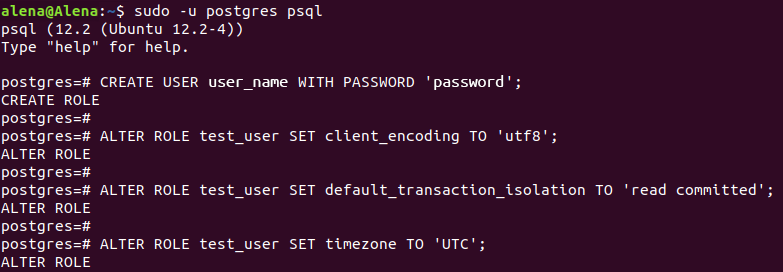 alena@Alena:~$ sudo -u postgres psql
psql (12.2 (Ubuntu 12.2-4))
Type "help" for help.
postgres=# CREATE USER user_name WITH PASSWORD 'password';
CREATE ROLE
postgres=#
postgres=# ALTER ROLE test_user SET client_encoding TO 'utf8';
ALTER ROLE
postgres=#
postgres=# ALTER ROLE test_user SET default_transaction_isolation TO 'read committed';
ALTER ROLE
postgres=#
postgres=# ALTER ROLE test_user SET timezone TO 'UTC';
ALTER ROLE